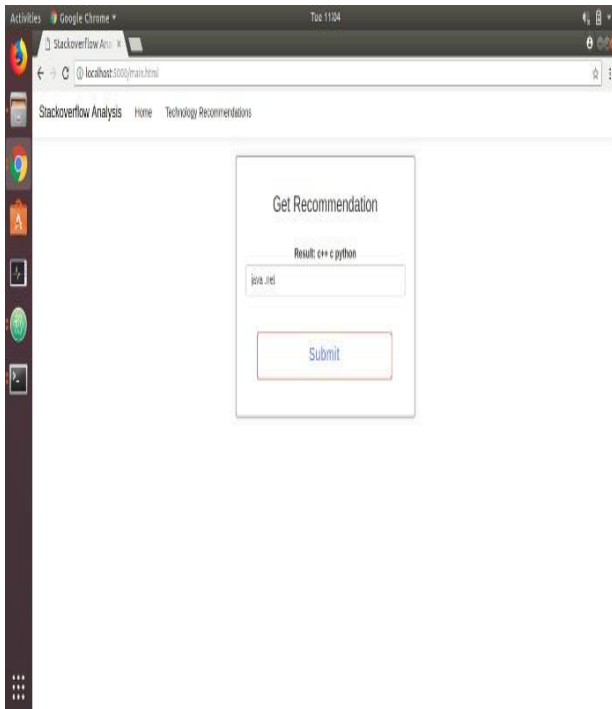 Activities Google Chrome Tue 11:04
Stackoverflow Ana
localhost:5000/main.html
Stackoverflow Analysis Home Technology Recommendations
Get Recommendation
Result: c++ c python
java .net
Submit